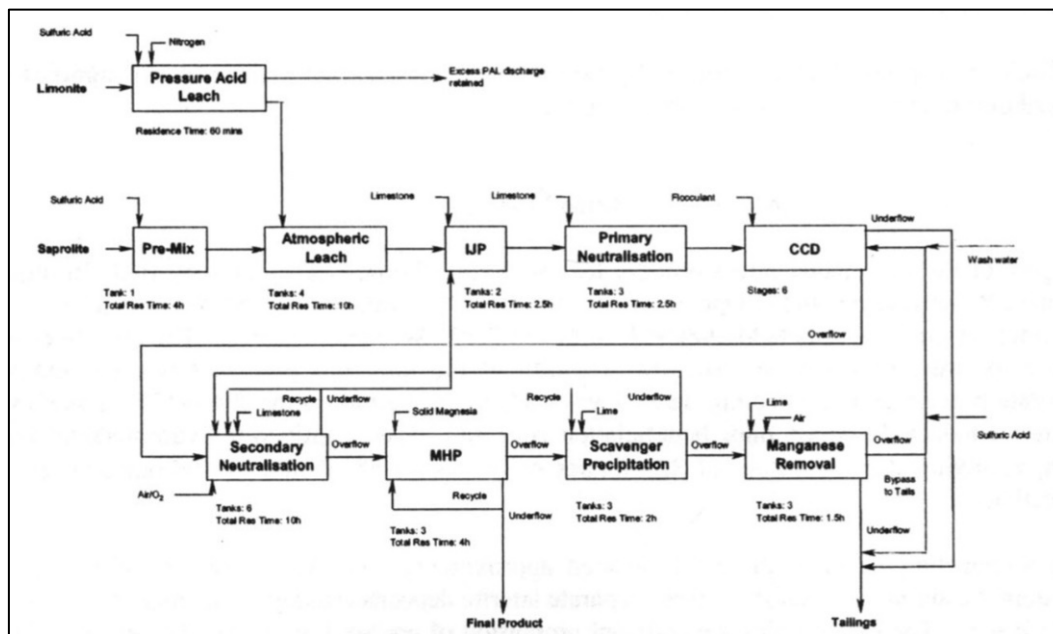 Sulfuric Acid
Nitrogen
Limonite
Pressure Acid
Leach
Excess PAL discharge
retained
Residence Time: 60 mins
Sulfuric Acid
Limestone
Limestone
Flocculant
Underflow
Saprolite
Pre-Mix
Atmospheric
Leach
IJP
Primary
Neutralisation
CCD
Wash water
Tank: 1
Total Res Time: 4h
Tanks: 4
Total Res Time: 10h
Tanks: 2
Total Res Time: 2.5h
Tanks: 3
Total Res Time: 2.5h
Stages: 6
Overflow
Recycle
Underflow
Limestone
Solid Magnesia
Recycle
Underflow
Lime
Lime
Air
Sulfuric Acid
Secondary
Neutralisation
Overflow
MHP
Overflow
Scavenger
Precipitation
Overflow
Manganese
Removal
Overflow
Bypass
to Tails
Air/O2
Recycle
Underflow
Tanks: 6
Total Res Time: 10h
Tanks: 3
Total Res Time: 4h
Tanks: 3
Total Res Time: 2h
Tanks: 3
Total Res Time: 1.5h
Underflow
Final Product
Tailings